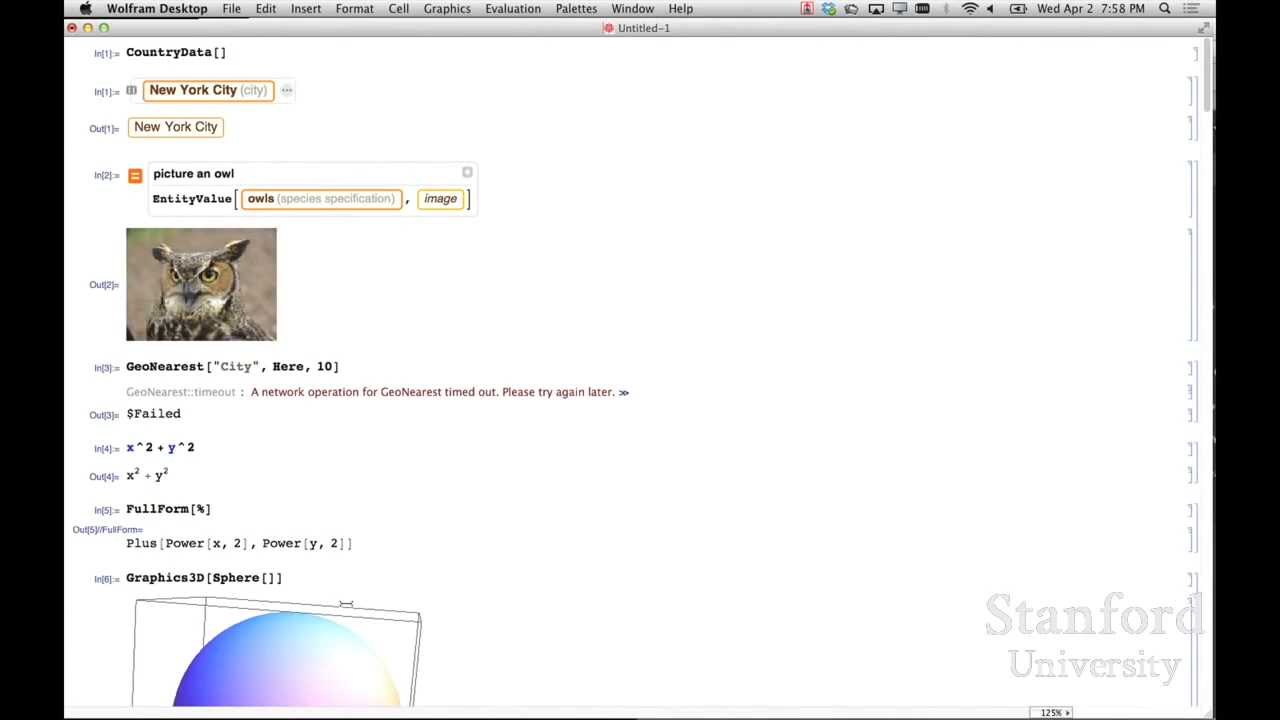 Wolfram Desktop File Edit Insert Format Cell Graphics Evaluation Palettes Window Help Wed Apr 2 7:58 PM
Untitled-1
In[1]:= CountryData[]
In[1]:= New York City (city)
Out[1]= New York City
In[2]:= picture an owl
EntityValue[ owls (species specification) , image ]
Out[2]=
In[3]:= GeoNearest["City", Here, 10]
GeoNearest::timeout : A network operation for GeoNearest timed out. Please try again later. ≫
Out[3]= $Failed
In[4]:= x^2 + y^2
Out[4]= x² + y²
In[5]:= FullForm[%]
Out[5]//FullForm=
Plus[Power[x, 2], Power[y, 2]]
In[6]:= Graphics3D[Sphere[]]
Stanford
University
125%